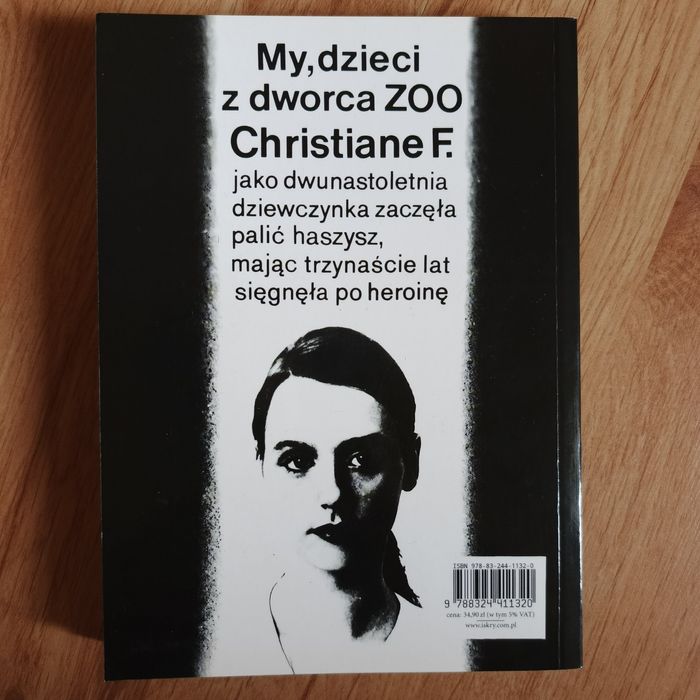 My, dzieci
z dworca ZOO
Christiane F.
jako dwunastoletnia
dziewczynka zaczęła
palić haszysz,
mając trzynaście lat
sięgnęła po heroinę
ISBN 978-83-244-1132-0
9 788324 411320
cena: 34,90 zł (w tym 5% VAT)
www.iskry.com.pl